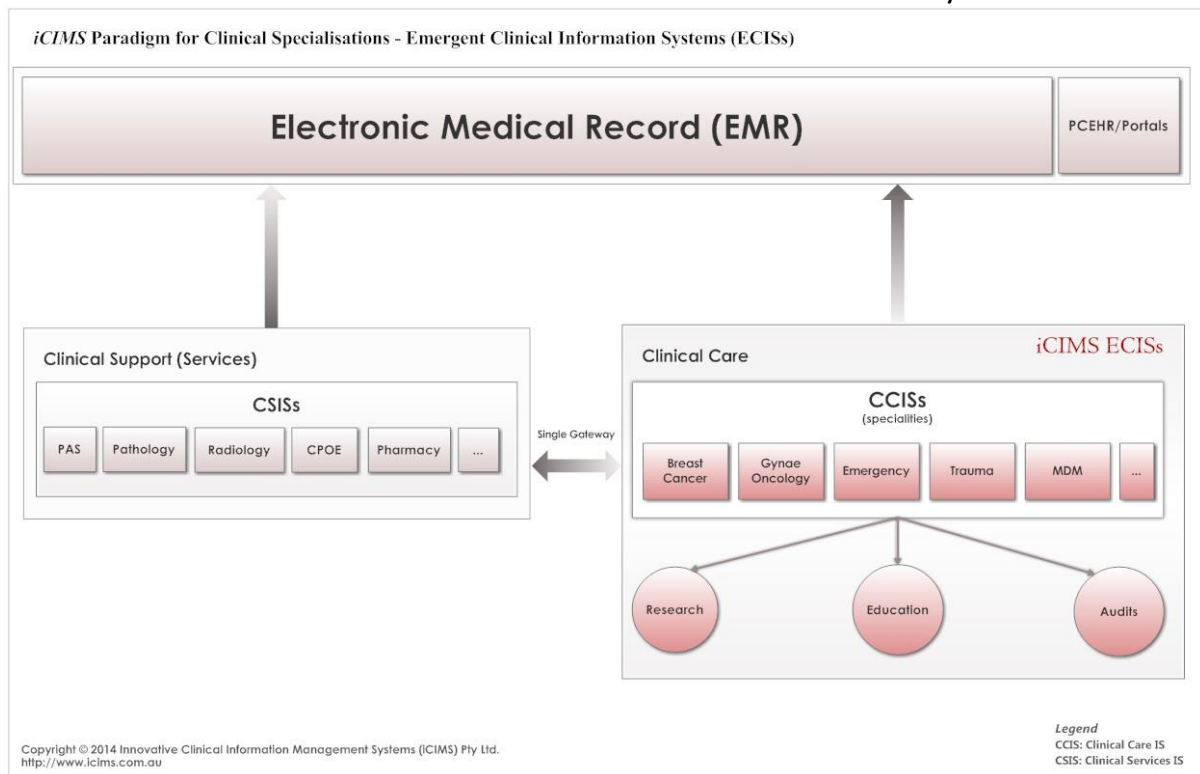 iCIMS Paradigm for Clinical Specialisations - Emergent Clinical Information Systems (ECISs)
Electronic Medical Record (EMR)
PCEHR/Portals
Clinical Support (Services)
CSISs
PAS
Pathology
Radiology
CPOE
Pharmacy
...
Single Gateway
Clinical Care
iCIMS ECISs
CCISs
(specialities)
Breast
Cancer
Gynae
Oncology
Emergency
Trauma
MDM
...
Research
Education
Audits
Copyright © 2014 Innovative Clinical Information Management Systems (iCIMS) Pty Ltd.
http://www.icims.com.au
Legend
CCIS: Clinical Care IS
CSIS: Clinical Services IS